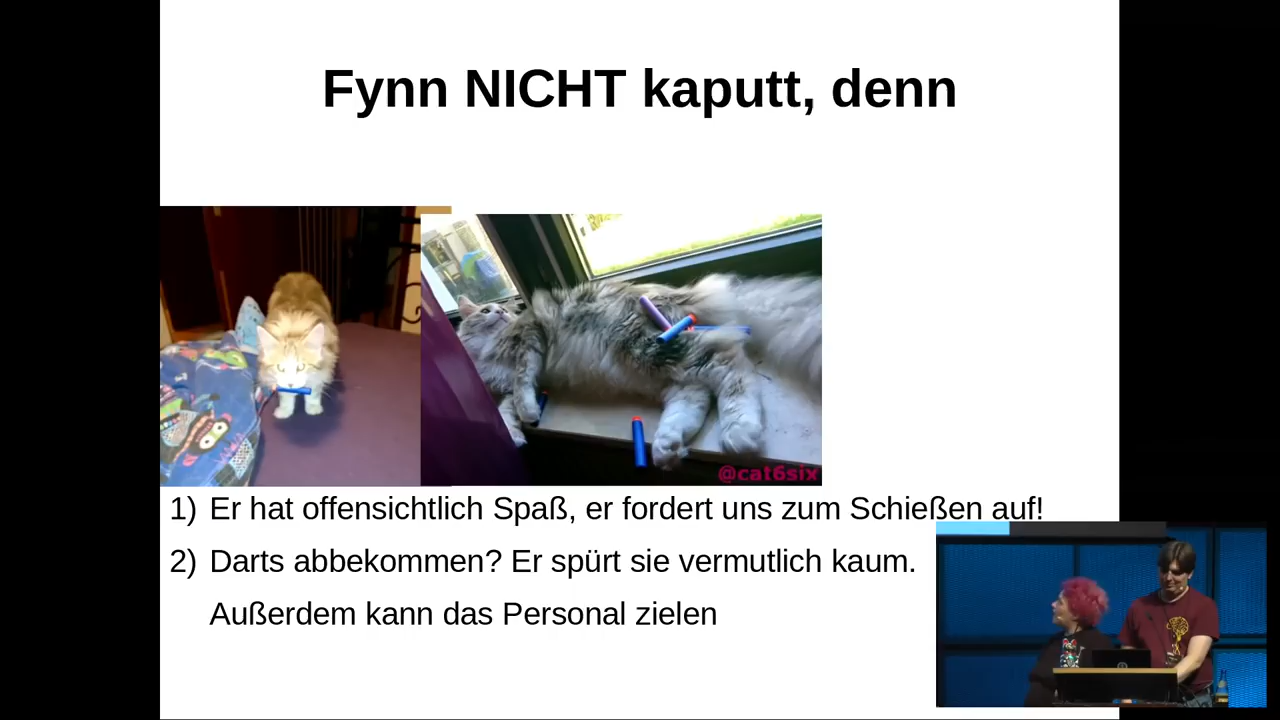 Fynn NICHT kaputt, denn
@cat6six
1) Er hat offensichtlich Spaß, er fordert uns zum Schießen auf!
2) Darts abbekommen? Er spürt sie vermutlich kaum.
Außerdem kann das Personal zielen